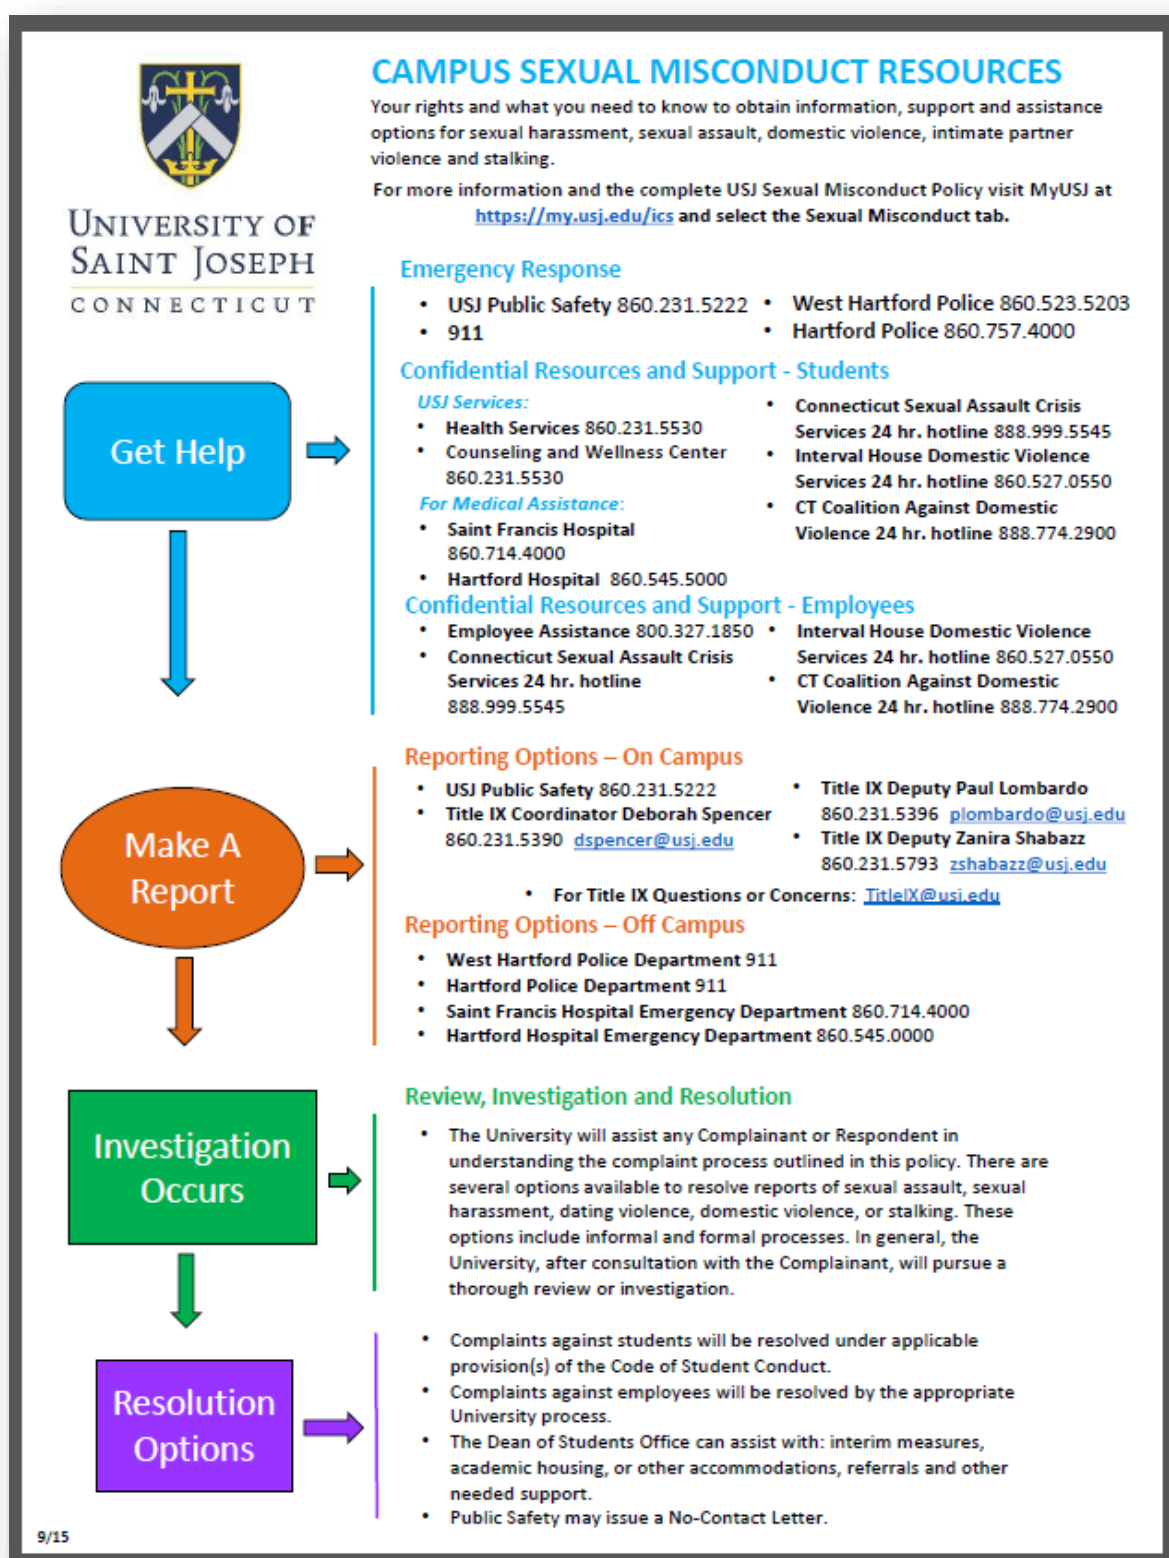 CAMPUS SEXUAL MISCONDUCT RESOURCES
Your rights and what you need to know to obtain information, support and assistance
options for sexual harassment, sexual assault, domestic violence, intimate partner
violence and stalking.
For more information and the complete USJ Sexual Misconduct Policy visit MyUSJ at
https://my.usj.edu/ics and select the Sexual Misconduct tab.
UNIVERSITY OF
SAINT JOSEPH
CONNECTICUT
Get Help
Emergency Response
• USJ Public Safety 860.231.5222
• 911
• West Hartford Police 860.523.5203
• Hartford Police 860.757.4000
Confidential Resources and Support - Students
USJ Services:
• Health Services 860.231.5530
• Counseling and Wellness Center
860.231.5530
For Medical Assistance:
• Saint Francis Hospital
860.714.4000
• Hartford Hospital 860.545.5000
• Connecticut Sexual Assault Crisis
Services 24 hr. hotline 888.999.5545
• Interval House Domestic Violence
Services 24 hr. hotline 860.527.0550
• CT Coalition Against Domestic
Violence 24 hr. hotline 888.774.2900
Confidential Resources and Support - Employees
• Employee Assistance 800.327.1850
• Connecticut Sexual Assault Crisis
Services 24 hr. hotline
888.999.5545
• Interval House Domestic Violence
Services 24 hr. hotline 860.527.0550
• CT Coalition Against Domestic
Violence 24 hr. hotline 888.774.2900
Make A
Report
Reporting Options – On Campus
• USJ Public Safety 860.231.5222
• Title IX Coordinator Deborah Spencer
860.231.5390 dspencer@usj.edu
• Title IX Deputy Paul Lombardo
860.231.5396 plombardo@usj.edu
• Title IX Deputy Zanira Shabazz
860.231.5793 zshabazz@usj.edu
• For Title IX Questions or Concerns: TitleIX@usj.edu
Reporting Options – Off Campus
• West Hartford Police Department 911
• Hartford Police Department 911
• Saint Francis Hospital Emergency Department 860.714.4000
• Hartford Hospital Emergency Department 860.545.0000
Investigation
Occurs
Review, Investigation and Resolution
• The University will assist any Complainant or Respondent in
understanding the complaint process outlined in this policy. There are
several options available to resolve reports of sexual assault, sexual
harassment, dating violence, domestic violence, or stalking. These
options include informal and formal processes. In general, the
University, after consultation with the Complainant, will pursue a
thorough review or investigation.
Resolution
Options
• Complaints against students will be resolved under applicable
provision(s) of the Code of Student Conduct.
• Complaints against employees will be resolved by the appropriate
University process.
• The Dean of Students Office can assist with: interim measures,
academic housing, or other accommodations, referrals and other
needed support.
• Public Safety may issue a No-Contact Letter.
9/15